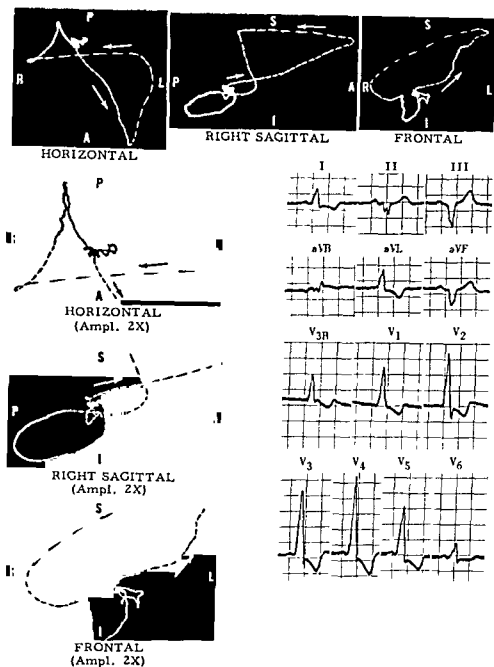 P
R
L
A
HORIZONTAL
S
P
A
I
RIGHT SAGITTAL
S
R
L
I
FRONTAL
P
A
HORIZONTAL
(Ampl. 2X)
S
P
I
RIGHT SAGITTAL
(Ampl. 2X)
S
L
I
FRONTAL
(Ampl. 2X)
I II III
aVR aVL aVF
V3R V1 V2
V3 V4 V5 V6